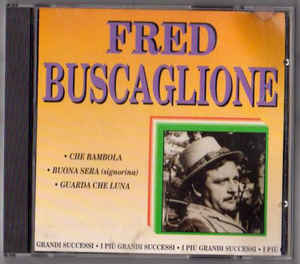 FRED
BUSCAGLIONE
• CHE BAMBOLA
• BUONA SERA (signorina)
• GUARDA CHE LUNA
GRANDI SUCCESSI • I PIÙ GRANDI SUCCESSI • I PIÙ GRANDI SUCCESSI • I PIÙ